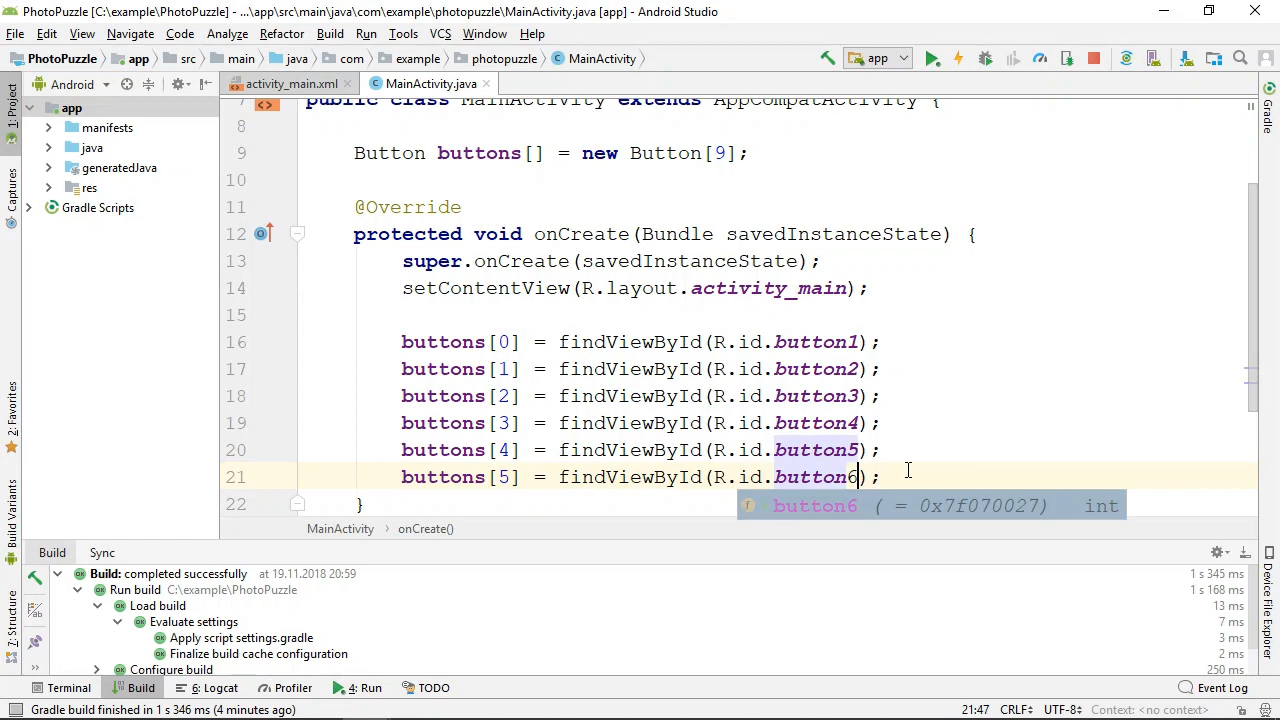 PhotoPuzzle [C:\example\PhotoPuzzle] - ...\app\src\main\java\com\example\photopuzzle\MainActivity.java [app] - Android Studio
File Edit View Navigate Code Analyze Refactor Build Run Tools VCS Window Help
PhotoPuzzle app src main java com example photopuzzle MainActivity app
Android activity_main.xml MainActivity.java
1: Project
Captures
2: Favorites
Build Variants
7: Structure
app
manifests
java
generatedJava
res
Gradle Scripts
7 public class MainActivity extends AppCompatActivity {
8
9 Button buttons[] = new Button[9];
10
11 @Override
12 protected void onCreate(Bundle savedInstanceState) {
13 super.onCreate(savedInstanceState);
14 setContentView(R.layout.activity_main);
15
16 buttons[0] = findViewById(R.id.button1);
17 buttons[1] = findViewById(R.id.button2);
18 buttons[2] = findViewById(R.id.button3);
19 buttons[3] = findViewById(R.id.button4);
20 buttons[4] = findViewById(R.id.button5);
21 buttons[5] = findViewById(R.id.button6);
22 }
button6 ( = 0x7f070027) int
MainActivity onCreate()
Gradle
Device File Explorer
Build Sync
Build: completed successfully at 19.11.2018 20:59 1 s 345 ms
Run build C:\example\PhotoPuzzle 1 s 168 ms
Load build 13 ms
Evaluate settings 7 ms
Apply script settings.gradle 3 ms
Finalize build cache configuration 2 ms
Configure build 250 ms
Terminal Build 6: Logcat Profiler 4: Run TODO Event Log
Gradle build finished in 1 s 346 ms (4 minutes ago) 21:47 CRLF UTF-8 Context: <no context>